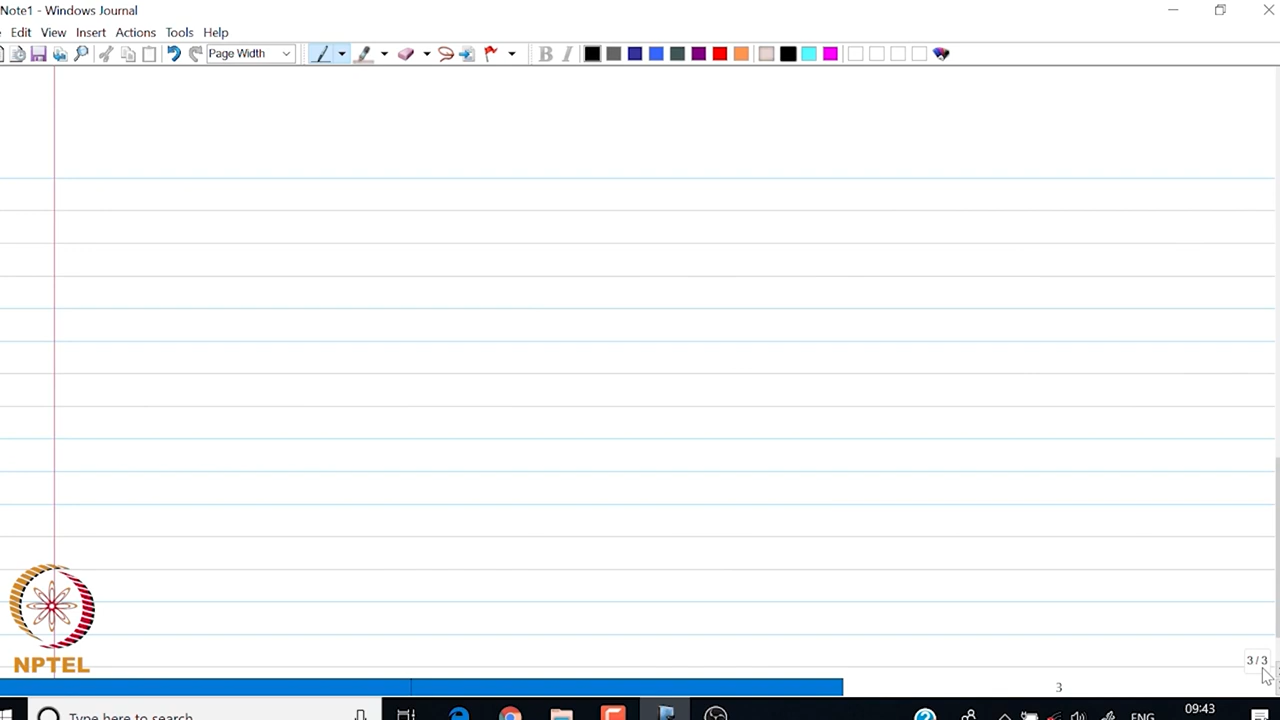 Note1 - Windows Journal
Edit View Insert Actions Tools Help
Page Width B I
NPTEL
3 / 3
3
Type here to search
ENG
09:43